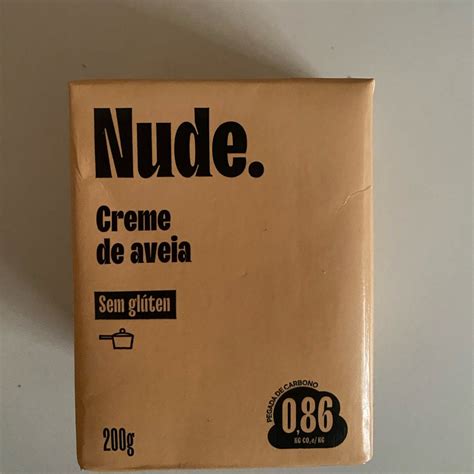 Nude.
Creme
de aveia
Sem glúten
200g
PEGADA DE CARBONO
0,86
KG CO₂e/KG